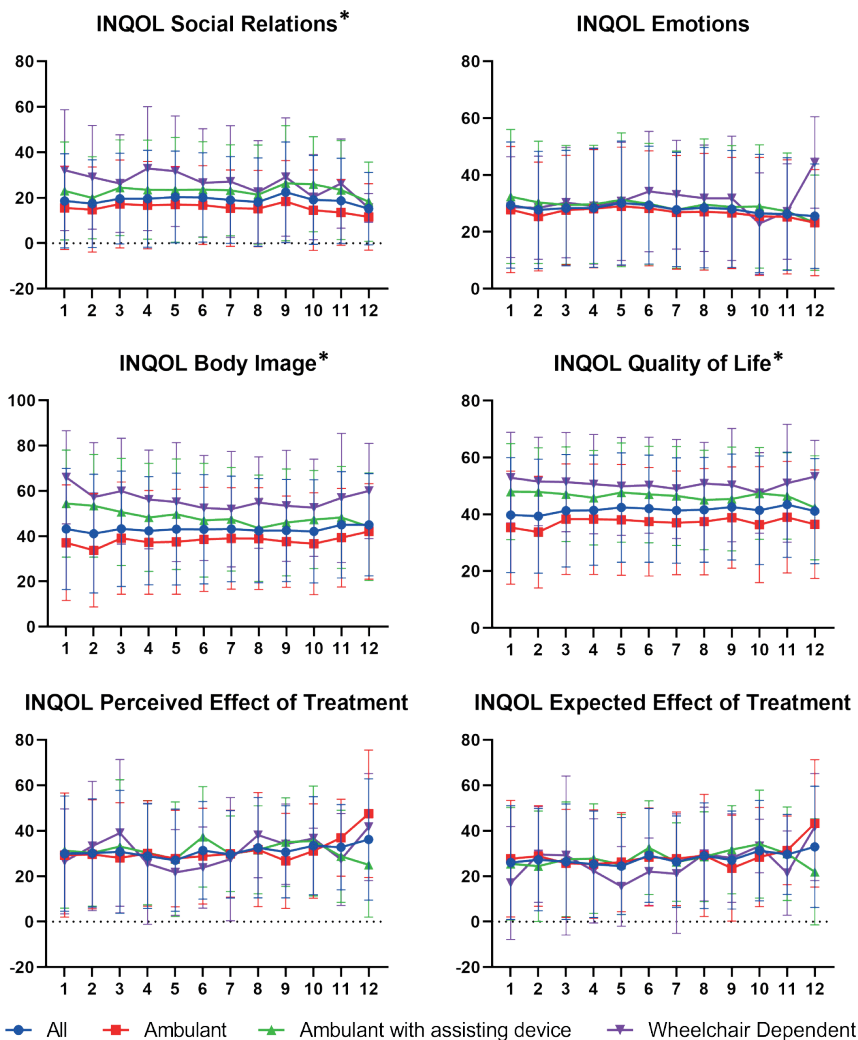 INQOL Social Relations*
INQOL Emotions
80
60
40
20
0
-20
1 2 3 4 5 6 7 8 9 10 11 12
80
60
40
20
0
1 2 3 4 5 6 7 8 9 10 11 12
INQOL Body Image*
INQOL Quality of Life*
100
80
60
40
20
0
1 2 3 4 5 6 7 8 9 10 11 12
80
60
40
20
0
1 2 3 4 5 6 7 8 9 10 11 12
INQOL Perceived Effect of Treatment
INQOL Expected Effect of Treatment
80
60
40
20
0
-20
1 2 3 4 5 6 7 8 9 10 11 12
80
60
40
20
0
-20
1 2 3 4 5 6 7 8 9 10 11 12
All Ambulant Ambulant with assisting device Wheelchair Dependent